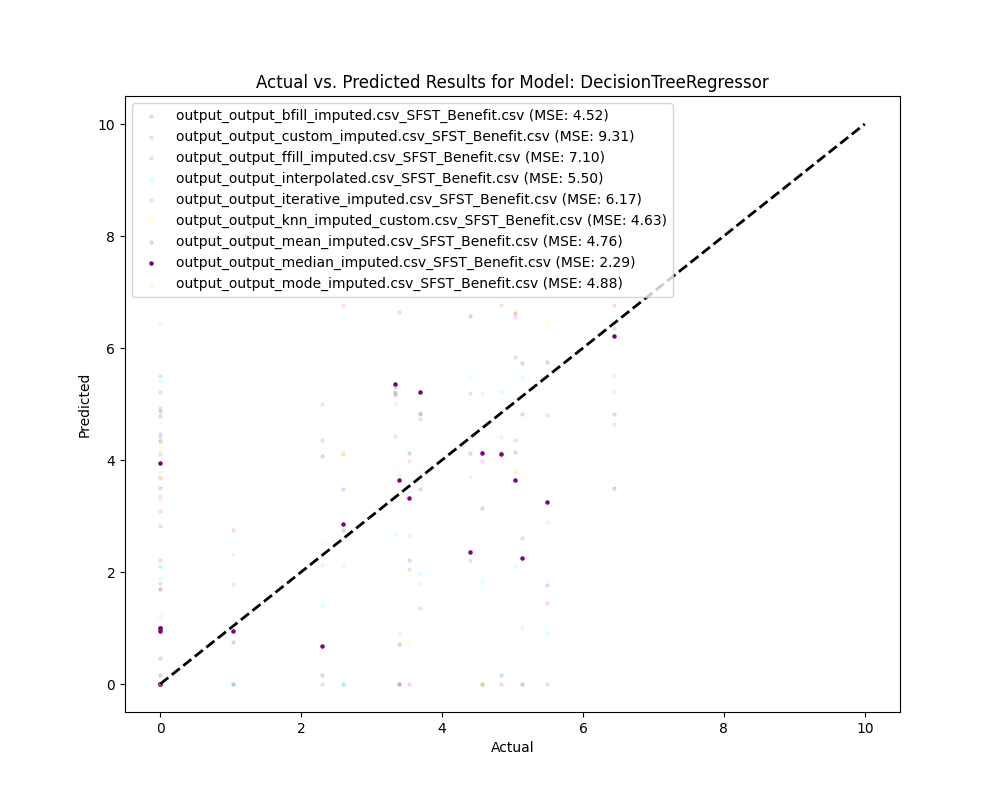 Actual vs. Predicted Results for Model: DecisionTreeRegressor
output_output_bfill_imputed.csv_SFST_Benefit.csv (MSE: 4.52)
output_output_custom_imputed.csv_SFST_Benefit.csv (MSE: 9.31)
output_output_ffill_imputed.csv_SFST_Benefit.csv (MSE: 7.10)
output_output_interpolated.csv_SFST_Benefit.csv (MSE: 5.50)
output_output_iterative_imputed.csv_SFST_Benefit.csv (MSE: 6.17)
output_output_knn_imputed_custom.csv_SFST_Benefit.csv (MSE: 4.63)
output_output_mean_imputed.csv_SFST_Benefit.csv (MSE: 4.76)
output_output_median_imputed.csv_SFST_Benefit.csv (MSE: 2.29)
output_output_mode_imputed.csv_SFST_Benefit.csv (MSE: 4.88)
10
8
6
4
2
0
Predicted
0 2 4 6 8 10
Actual